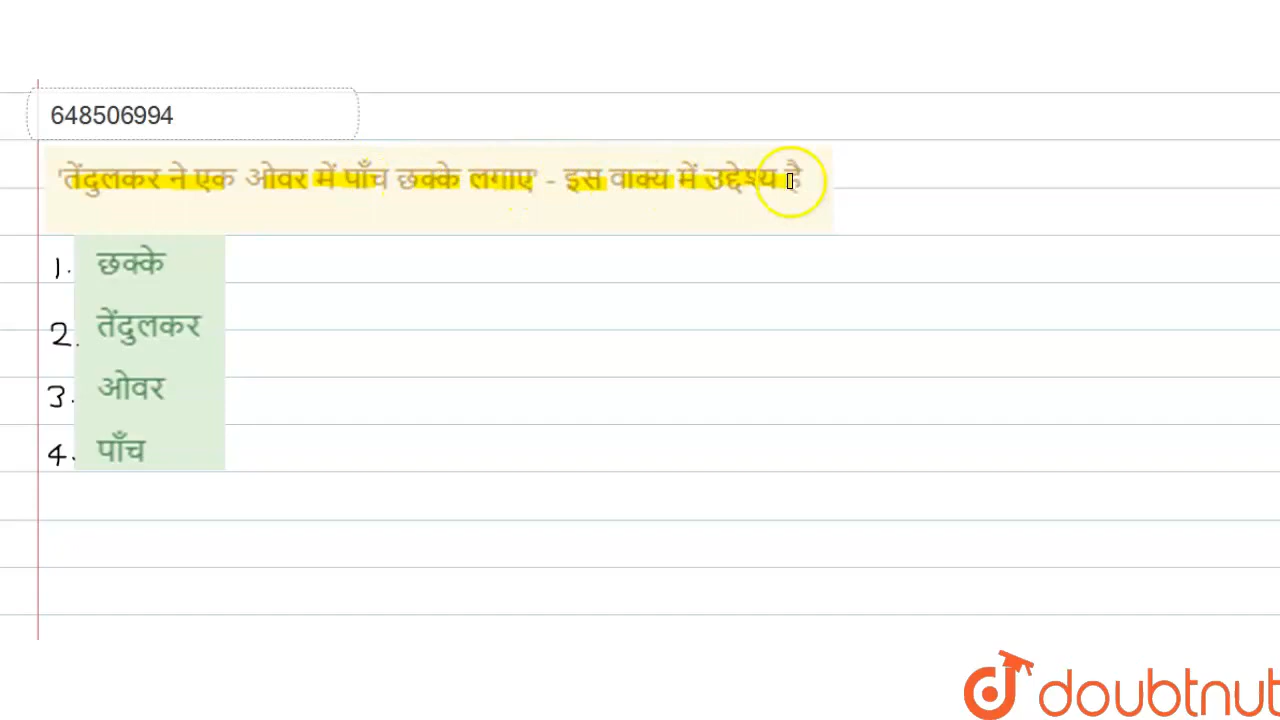 648506994
'तेंदुलकर ने एक ओवर में पाँच छक्के लगाए' - इस वाक्य में उद्देश्य है
1. छक्के
2. तेंदुलकर
3. ओवर
4. पाँच
doubtnut